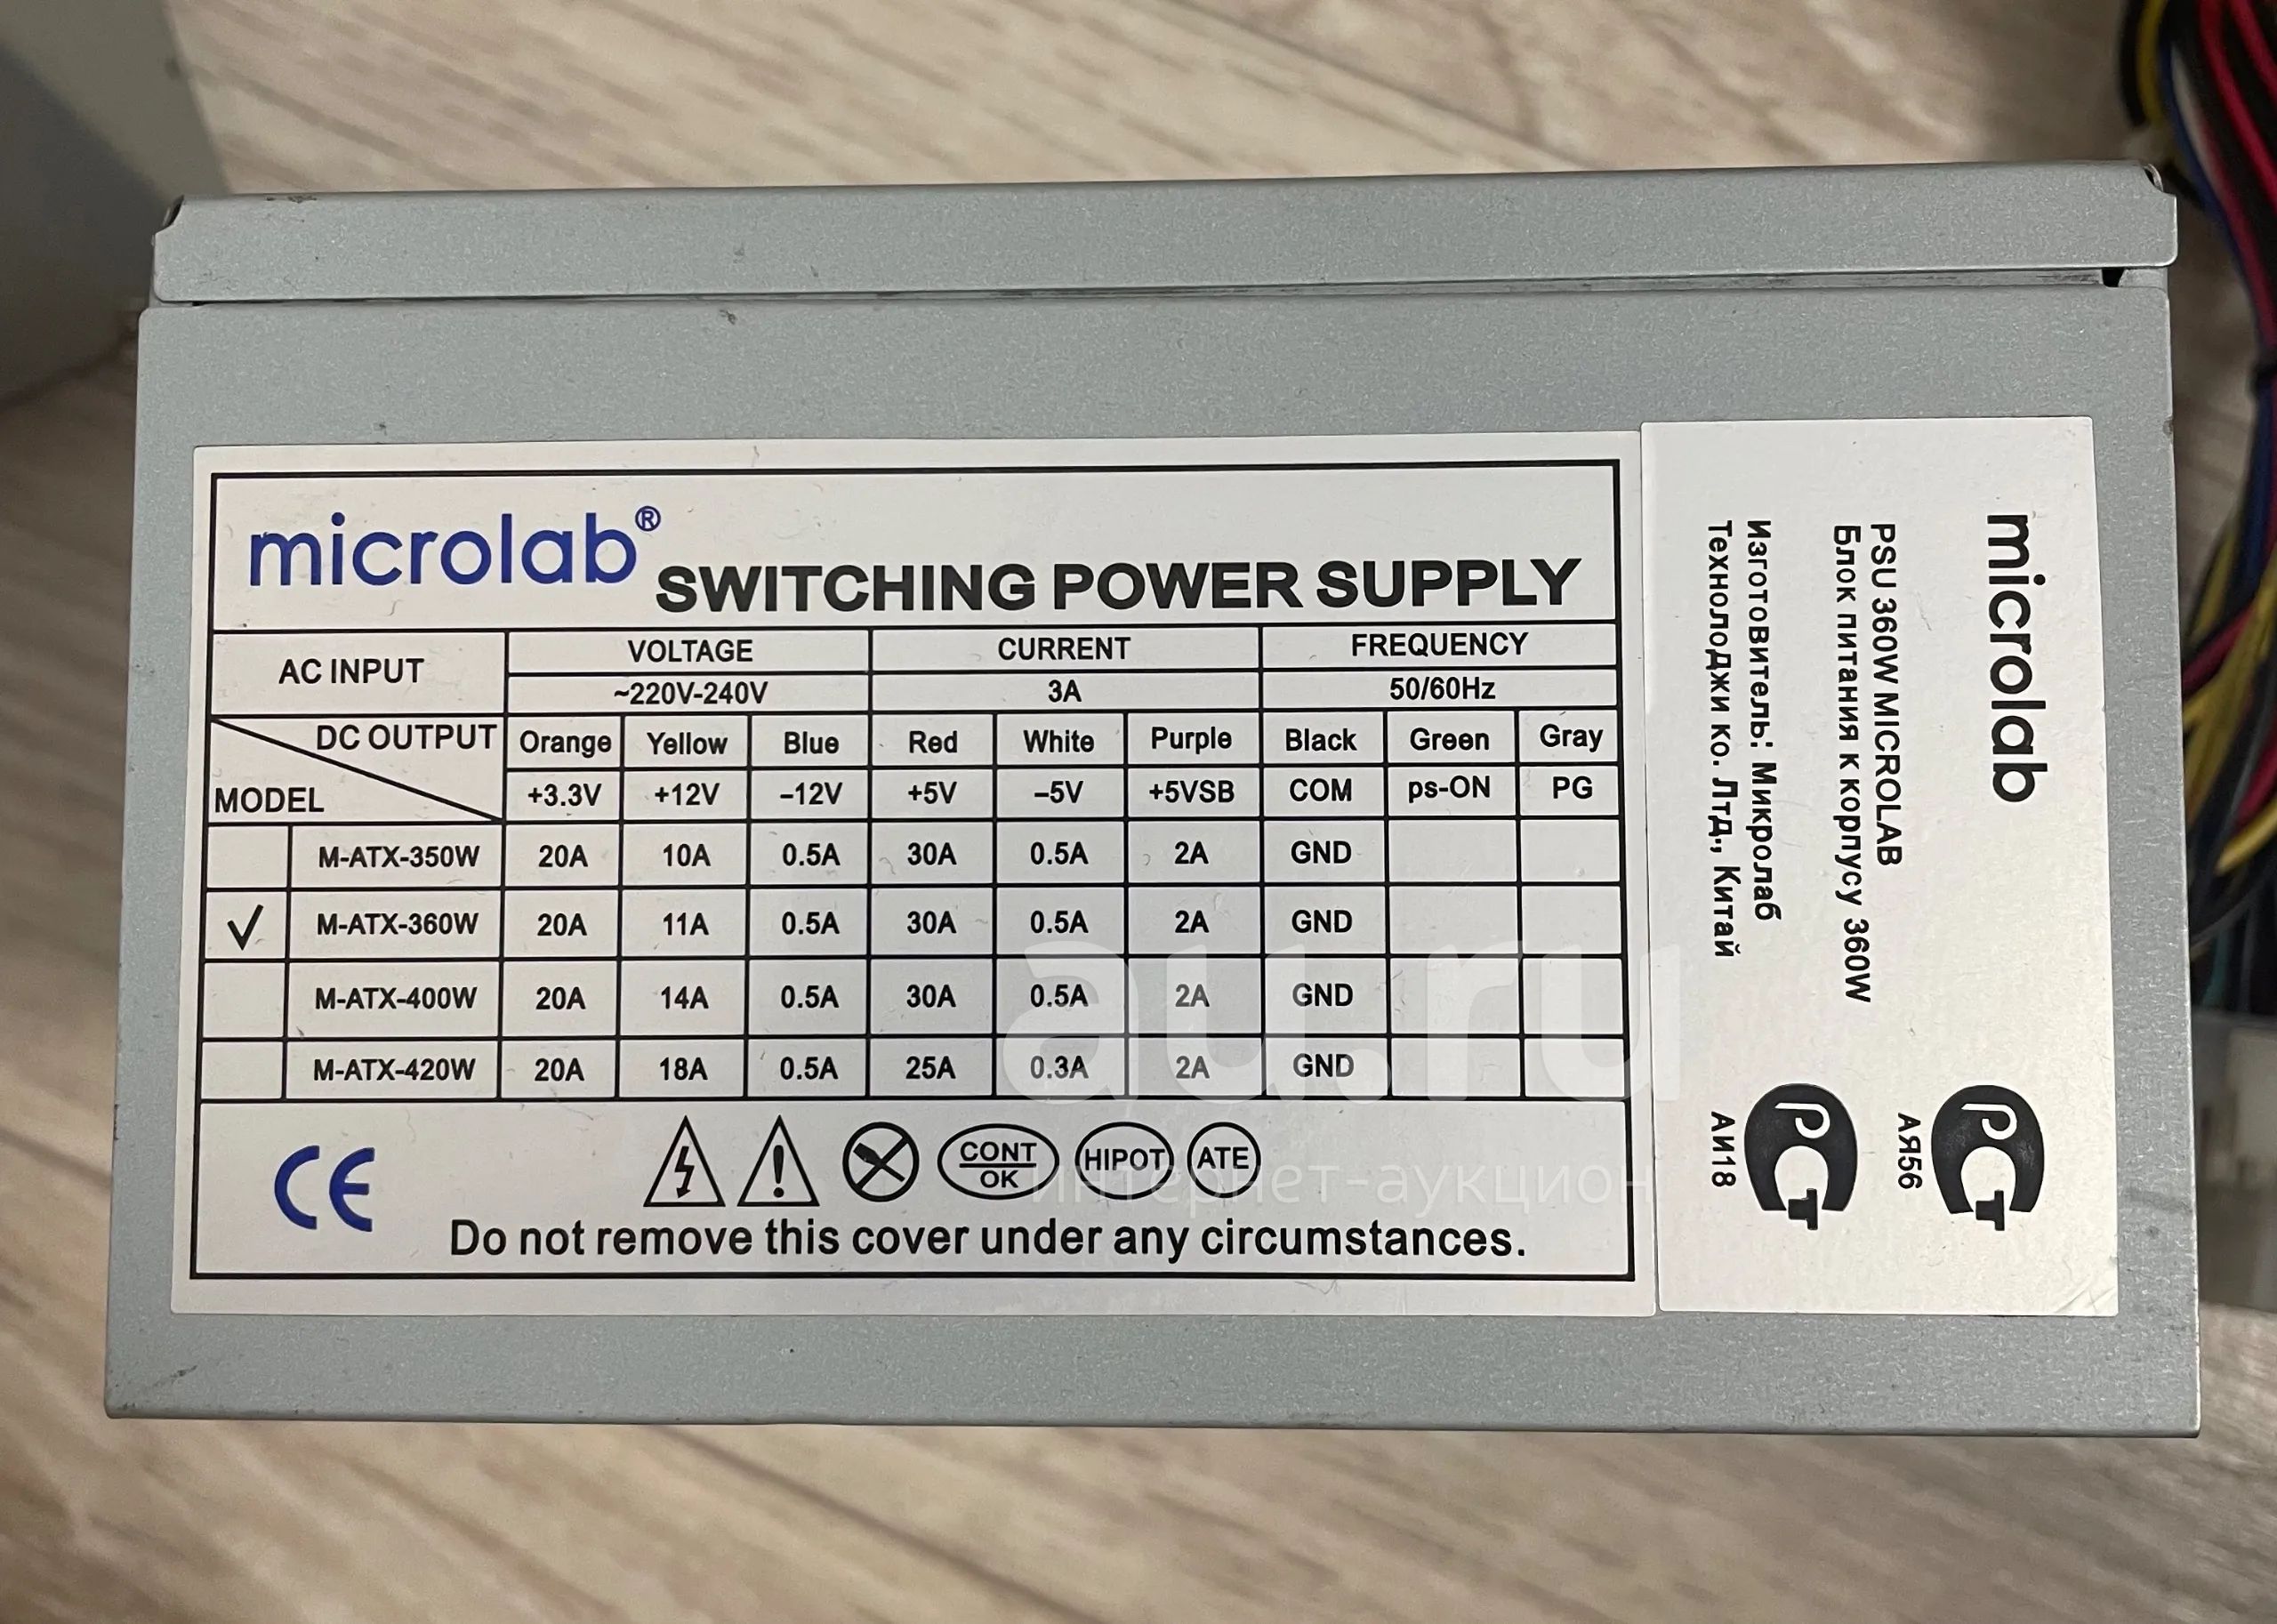 microlab®
SWITCHING POWER SUPPLY
AC INPUT VOLTAGE CURRENT FREQUENCY
~220V-240V 3A 50/60Hz
DC OUTPUT Orange Yellow Blue Red White Purple Black Green Gray
MODEL +3.3V +12V –12V +5V –5V +5VSB COM ps-ON PG
M-ATX-350W 20A 10A 0.5A 30A 0.5A 2A GND
✓ M-ATX-360W 20A 11A 0.5A 30A 0.5A 2A GND
M-ATX-400W 20A 14A 0.5A 30A 0.5A 2A GND
M-ATX-420W 20A 18A 0.5A 25A 0.3A 2A GND
CE
CONT
OK
HIPOT ATE
Do not remove this cover under any circumstances.
microlab
PSU 360W MICROLAB
Блок питания к корпусу 360W
Изготовитель: Микролаб
Технолоджи ко. Лтд., Китай
РСТ
АЯ56
РСТ
АИ18
au.ru
интернет-аукцион